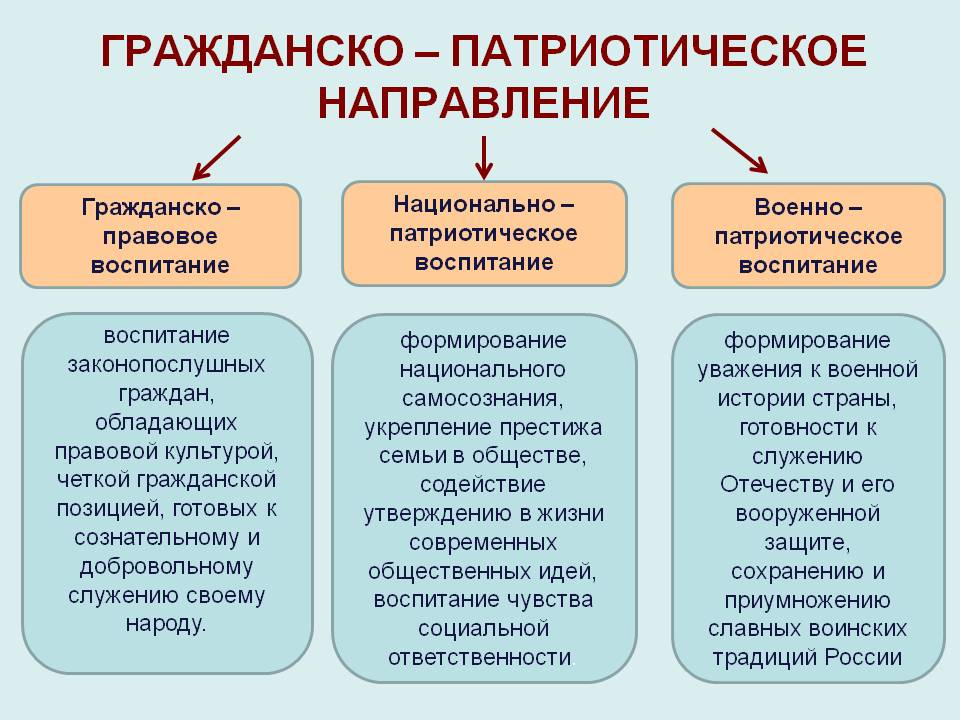 ГРАЖДАНСКО – ПАТРИОТИЧЕСКОЕ
НАПРАВЛЕНИЕ
Гражданско –
правовое
воспитание
Национально –
патриотическое
воспитание
Военно –
патриотическое
воспитание
воспитание
законопослушных
граждан,
обладающих
правовой культурой,
четкой гражданской
позицией, готовых к
сознательному и
добровольному
служению своему
народу.
формирование
национального
самосознания,
укрепление престижа
семьи в обществе,
содействие
утверждению в жизни
современных
общественных идей,
воспитание чувства
социальной
ответственности.
формирование
уважения к военной
истории страны,
готовности к
служению
Отечеству и его
вооруженной
защите,
сохранению и
приумножению
славных воинских
традиций России